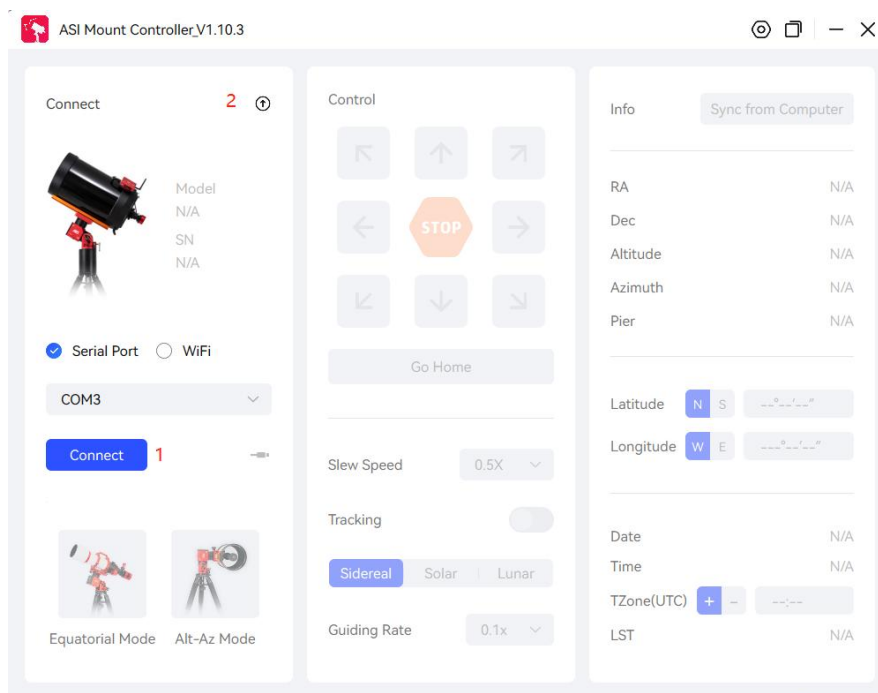 ASI Mount Controller_V1.10.3
Connect 2
Model
N/A
SN
N/A
Serial Port WiFi
COM3
Connect 1
Equatorial Mode Alt-Az Mode
Control
STOP
Go Home
Slew Speed 0.5X
Tracking
Sidereal Solar Lunar
Guiding Rate 0.1x
Info Sync from Computer
RA N/A
Dec N/A
Altitude N/A
Azimuth N/A
Pier N/A
Latitude N S --°--′--″
Longitude W E ---°--′--″
Date N/A
Time N/A
TZone(UTC) + - --:--
LST N/A